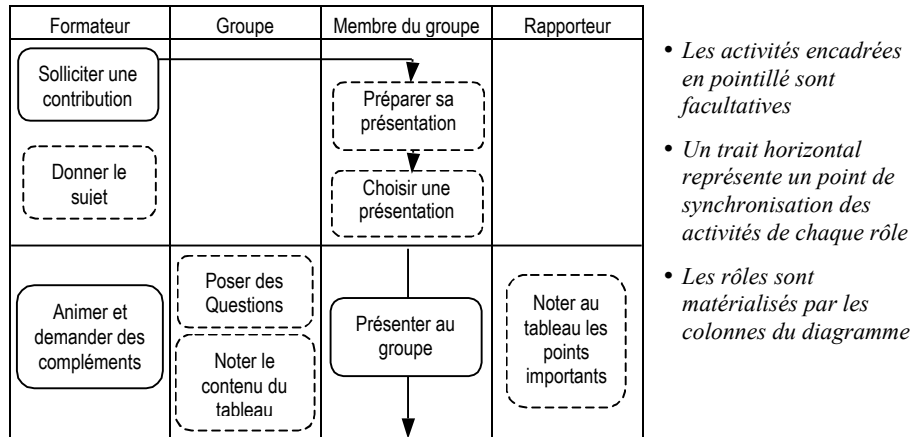 Formateur
Groupe
Membre du groupe
Rapporteur
Solliciter une
contribution
Préparer sa
présentation
Donner le
sujet
Choisir une
présentation
Animer et
demander des
compléments
Poser des
Questions
Noter le
contenu du
tableau
Présenter au
groupe
Noter au
tableau les
points
importants
• Les activités encadrées
en pointillé sont
facultatives
• Un trait horizontal
représente un point de
synchronisation des
activités de chaque rôle
• Les rôles sont
matérialisés par les
colonnes du diagramme